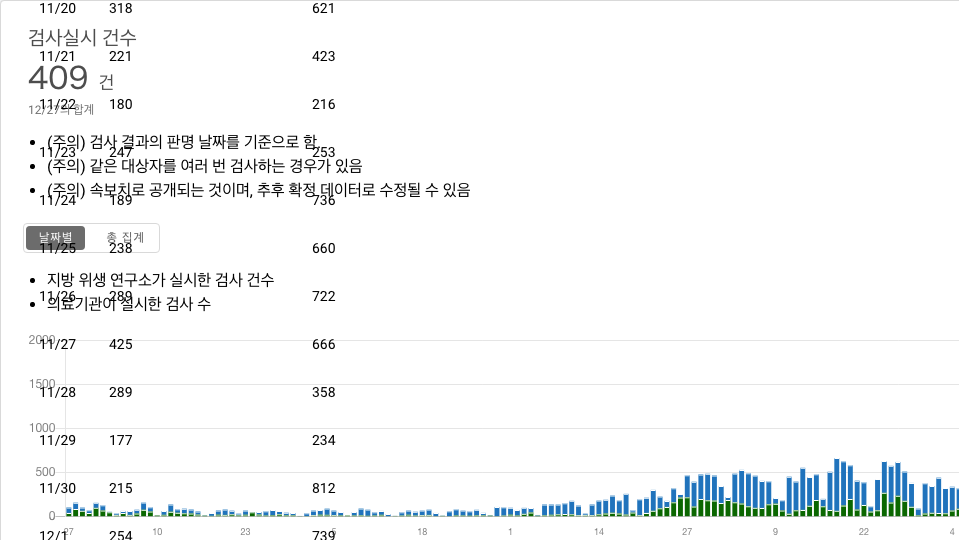 11/20 318 621
검사실시 건수
11/21 221 423
409 건
11/22 180 216
12/27의 합계
(주의) 검사 결과의 판명 날짜를 기준으로 함
11/23 247 253
(주의) 같은 대상자를 여러 번 검사하는 경우가 있음
(주의) 속보치로 공개되는 것이며, 추후 확정 데이터로 수정될 수 있음
11/24 189 736
날짜별 총 집계
11/25 238 660
지방 위생 연구소가 실시한 검사 건수
11/26 289 722
의료기관이 실시한 검사 수
2000
11/27 425 666
1500
11/28 289 358
1000
11/29 177 234
500
11/30 215 812
0
27 10 23 5 18 1 14 27 9 22 4
12/1 254 739